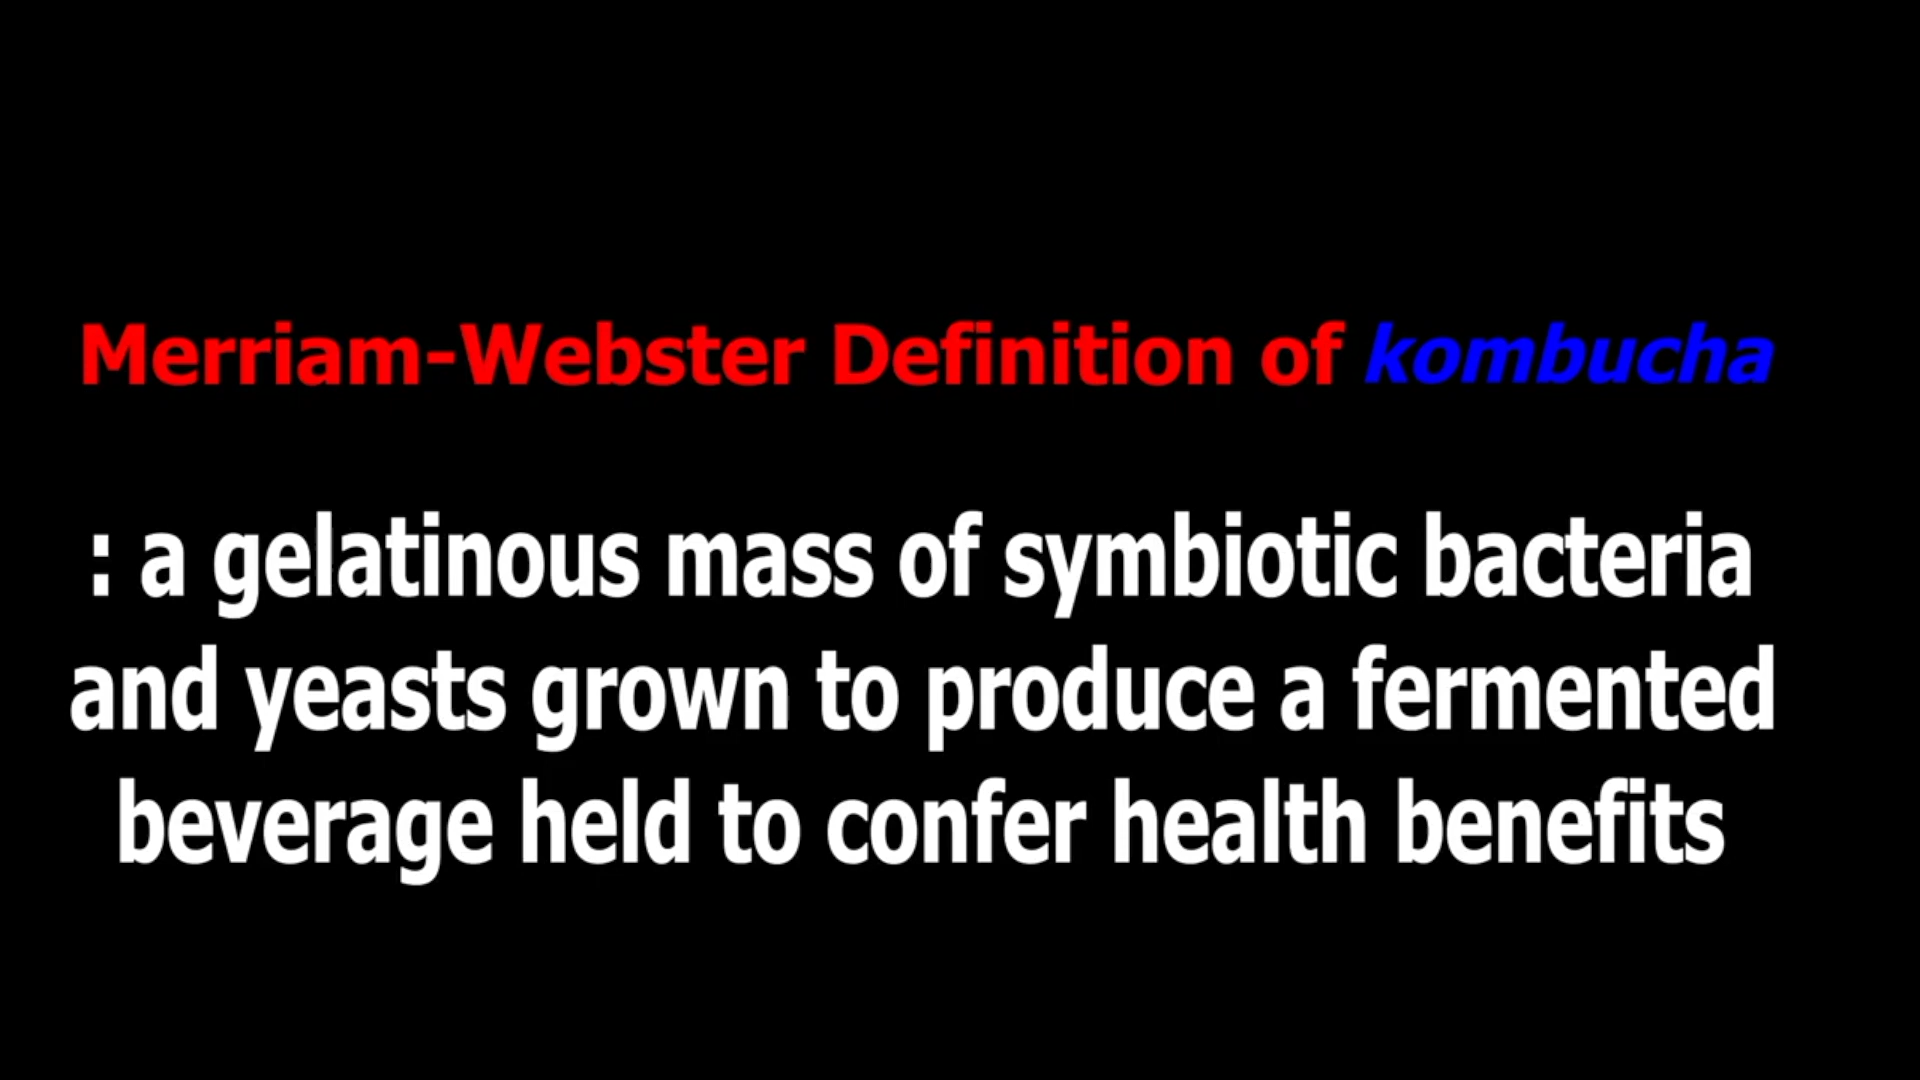 Merriam-Webster Definition of kombucha
: a gelatinous mass of symbiotic bacteria
and yeasts grown to produce a fermented
beverage held to confer health benefits